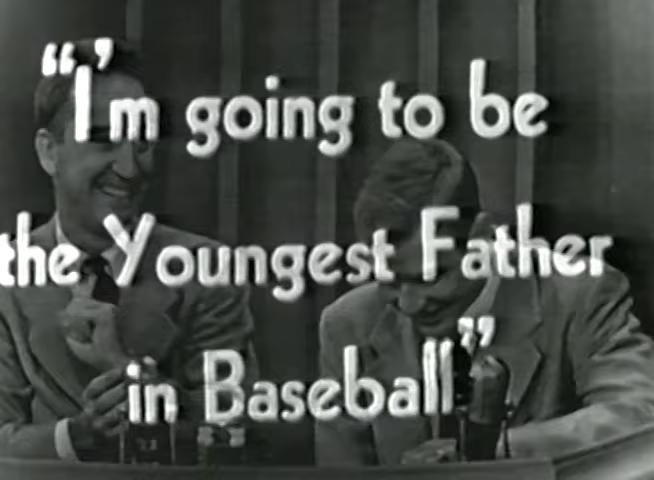 “I’m going to be
the Youngest Father
in Baseball”